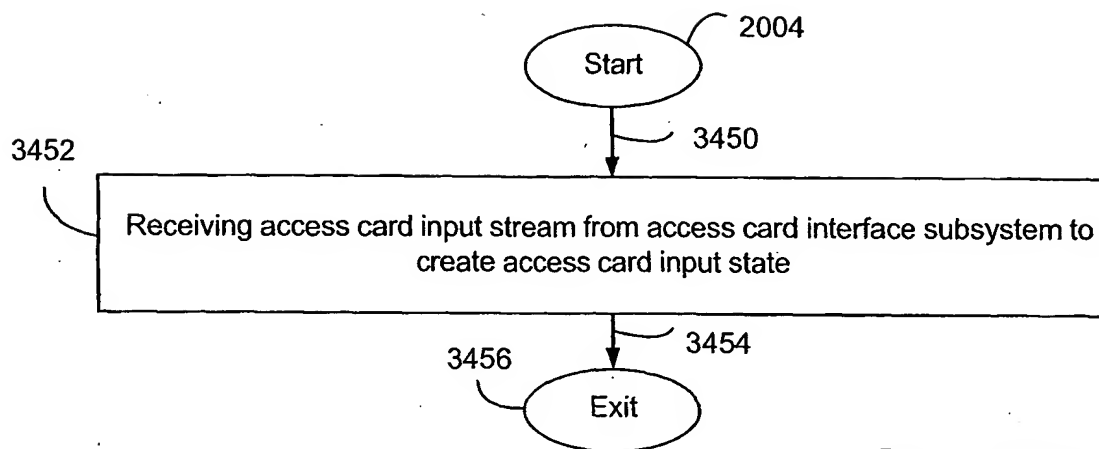 2004
Start
3450
3452
Receiving access card input stream from access card interface subsystem to
create access card input state
3454
3456
Exit